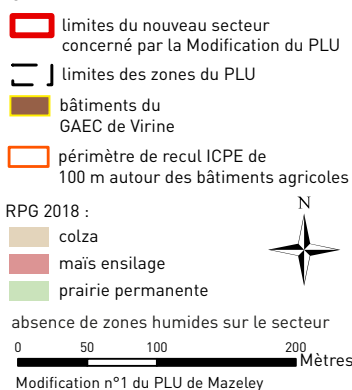 limites du nouveau secteur
concerné par la Modification du PLU
limites des zones du PLU
bâtiments du
GAEC de Virine
périmètre de recul ICPE de
100 m autour des bâtiments agricoles
RPG 2018 :
N
colza
maïs ensilage
prairie permanente
absence de zones humides sur le secteur
0 50 100 200
Mètres
Modification n°1 du PLU de Mazeley